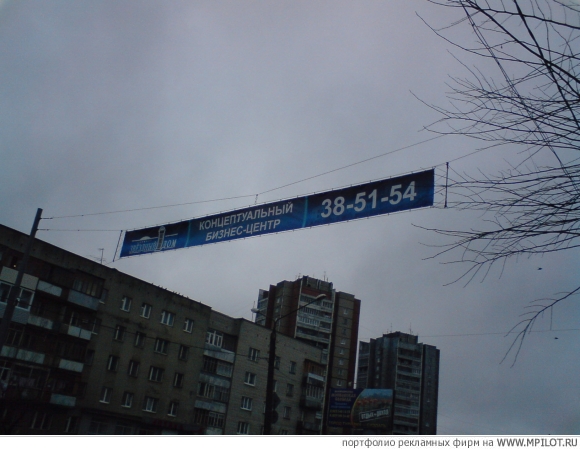 КОНЦЕПТУАЛЬНЫЙ
БИЗНЕС-ЦЕНТР
38-51-54
портфолио рекламных фирм на WWW.MPILOT.RU